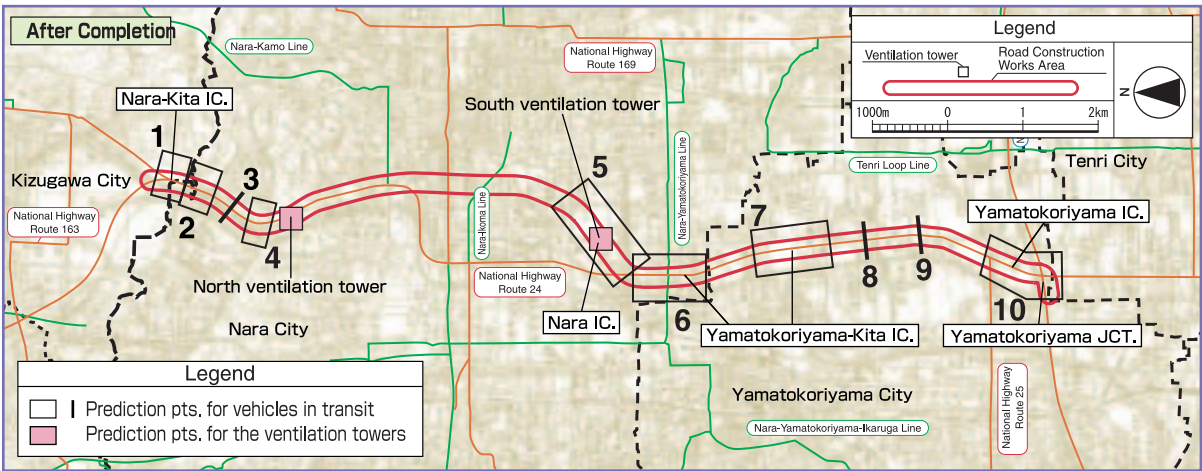 After Completion
Nara-Kamo Line
National Highway
Route 169
Legend
Ventilation tower
Road Construction
Works Area
1000m
0
1
2km
N
Nara-Kita IC.
South ventilation tower
1
Kizugawa City
2
3
4
5
National Highway
Route 163
North ventilation tower
Nara City
Nara-Ikoma Line
National Highway
Route 24
Nara IC.
Nara-Yamatokoriyama Line
6
7
Yamatokoriyama-Kita IC.
8
9
Tenri Loop Line
N
Tenri City
Yamatokoriyama IC.
10
Yamatokoriyama JCT.
National Highway
Route 25
Yamatokoriyama City
Nara-Yamatokoriyama-Ikaruga Line
Legend
Prediction pts. for vehicles in transit
Prediction pts. for the ventilation towers